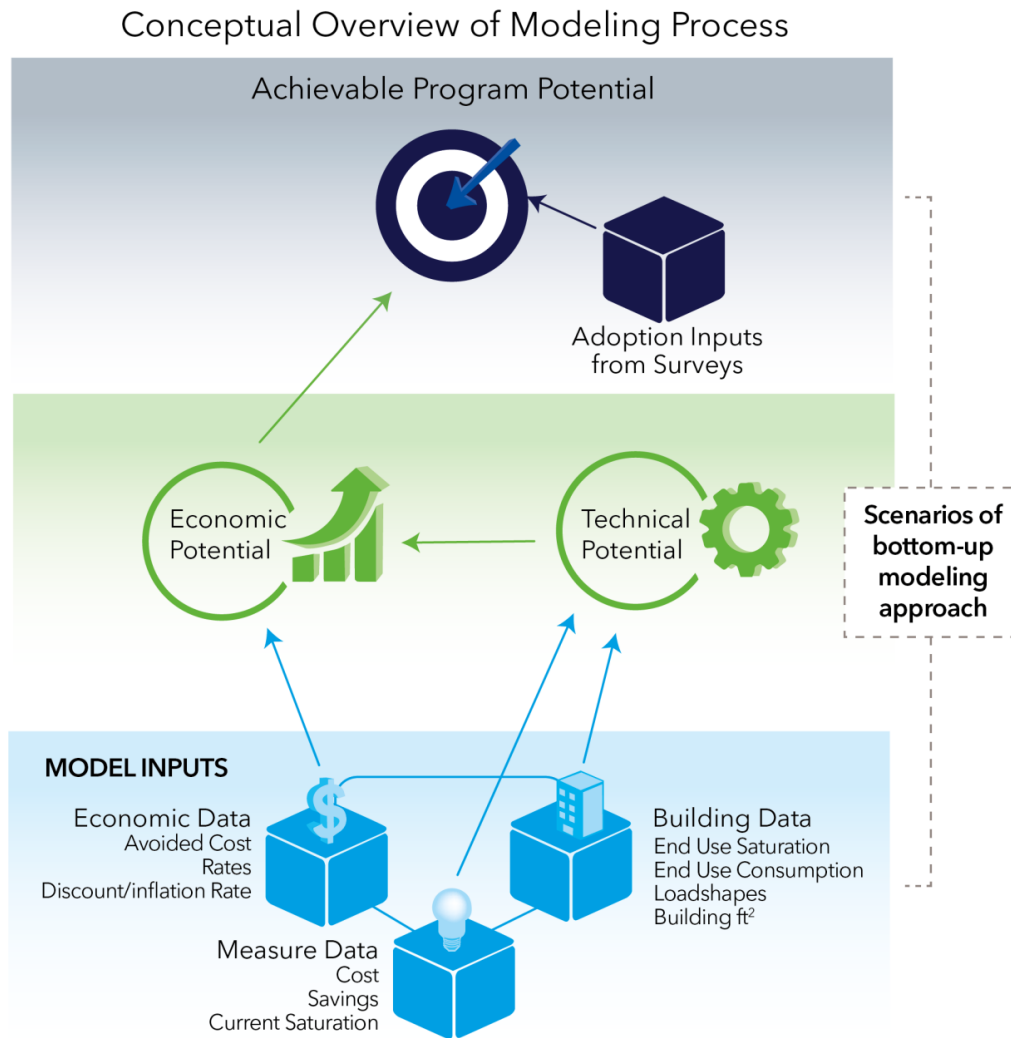 Conceptual Overview of Modeling Process
Achievable Program Potential
Adoption Inputs
from Surveys
Economic
Potential
Technical
Potential
Scenarios of
bottom-up
modeling
approach
MODEL INPUTS
Economic Data
Avoided Cost
Rates
Discount/inflation Rate
Building Data
End Use Saturation
End Use Consumption
Loadshapes
Building ft²
Measure Data
Cost
Savings
Current Saturation